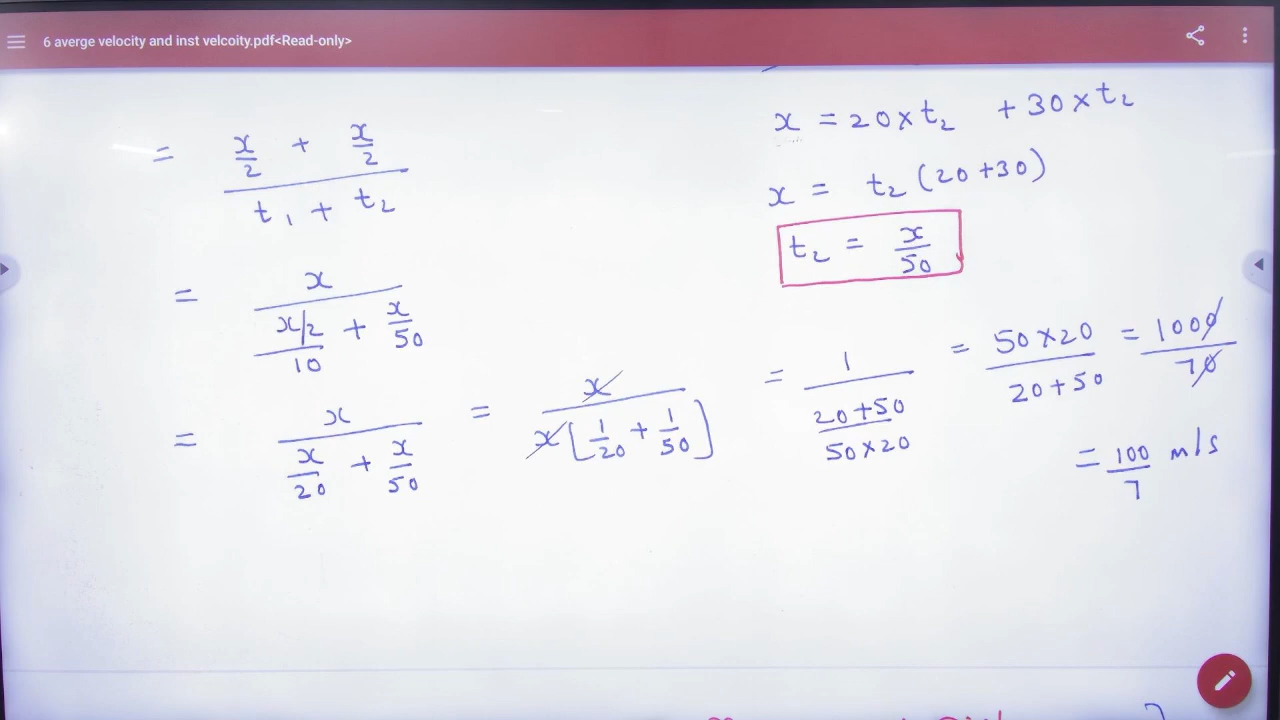 6 averge velocity and inst velcoity.pdf<Read-only>
x = 20×t₂ + 30×t₂
x = t₂ (20+30)
t₂ = x/50
= (x/2 + x/2)/(t₁ + t₂)
= x/((x/2)/10 + x/50)
= x/(x/20 + x/50) = x/(x[1/20 + 1/50]) = 1/((20+50)/(50×20)) = (50×20)/(20+50) = 1000/70
= 100/7 m/s